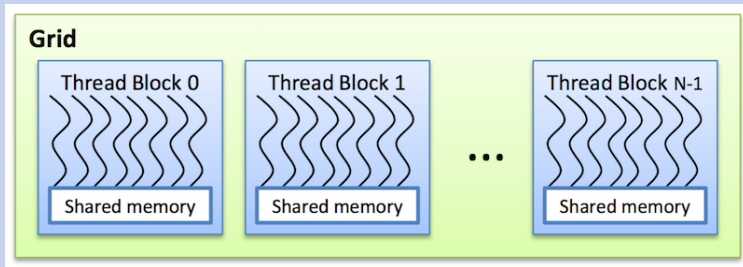 Grid
Thread Block 0
Thread Block 1
Thread Block N-1
...
Shared memory
Shared memory
Shared memory